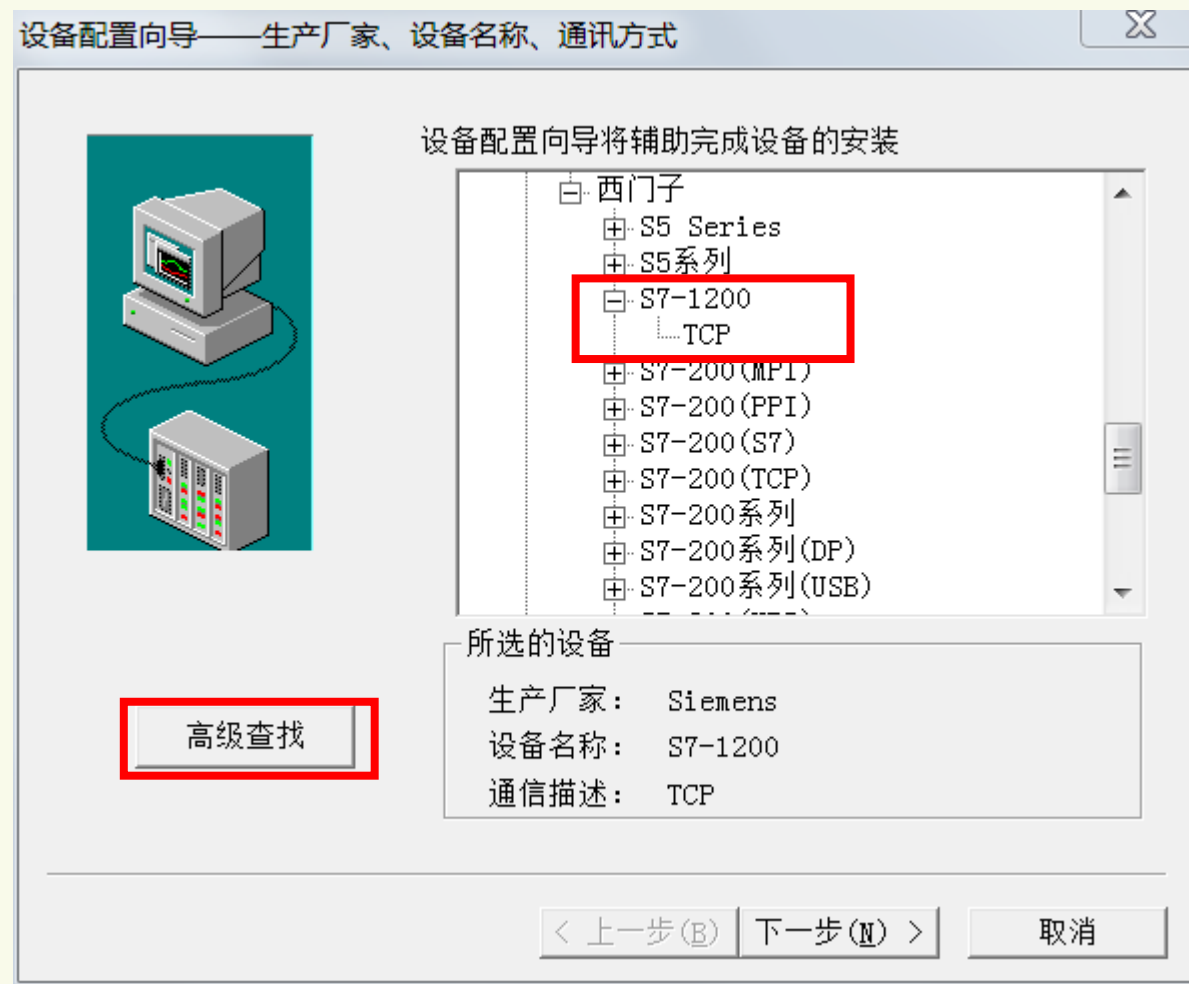 设备配置向导——生产厂家、设备名称、通讯方式
设备配置向导将辅助完成设备的安装
西门子
S5 Series
S5系列
S7-1200
TCP
S7-200(MPI)
S7-200(PPI)
S7-200(S7)
S7-200(TCP)
S7-200系列
S7-200系列(DP)
S7-200系列(USB)
所选的设备
生产厂家： Siemens
设备名称： S7-1200
通信描述： TCP
高级查找
< 上一步(B)
下一步(N) >
取消